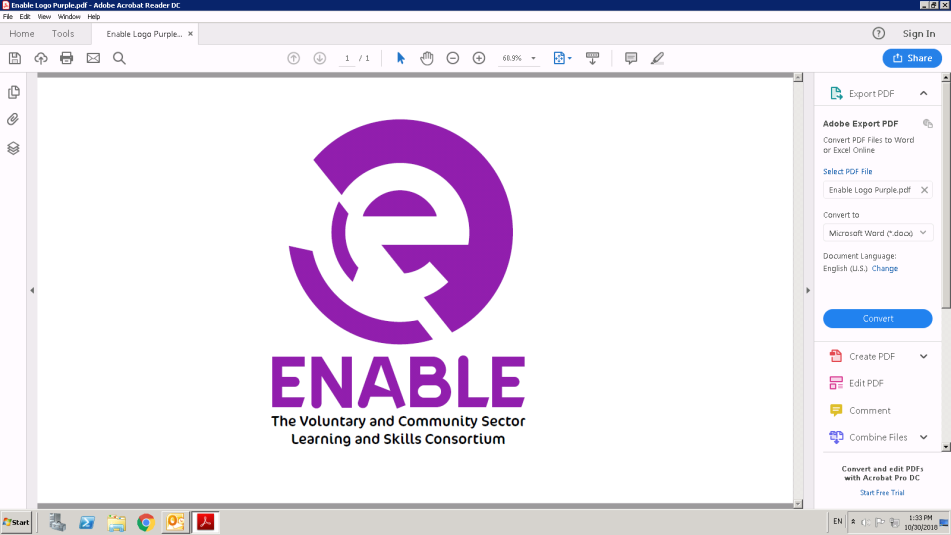 Enable Logo Purple.pdf - Adobe Acrobat Reader DC
File Edit View Window Help
Home Tools Enable Logo Purple... × Sign In
1 / 1 60.9% Share
Export PDF
Adobe Export PDF
Convert PDF Files to Word
or Excel Online
Select PDF File
Enable Logo Purple.pdf
Convert to
Microsoft Word (*.docx)
Document Language:
English (U.S.) Change
Convert
Create PDF
Edit PDF
Comment
Combine Files
Convert and edit PDFs
with Acrobat Pro DC
Start Free Trial
e
ENABLE
The Voluntary and Community Sector
Learning and Skills Consortium
Start
EN
1:33 PM
10/30/2018